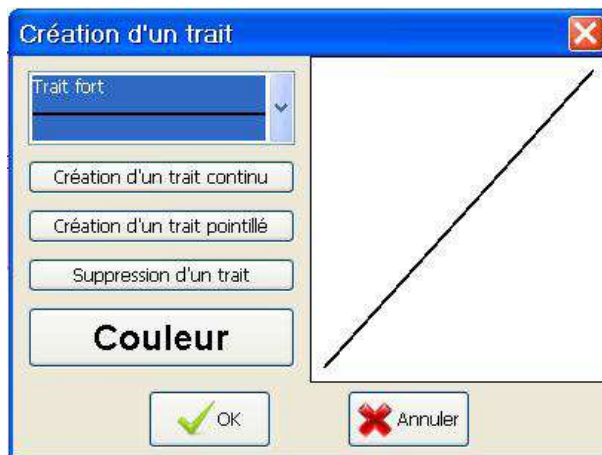 Création d'un trait
Trait fort
Création d'un trait continu
Création d'un trait pointillé
Suppression d'un trait
Couleur
OK
Annuler